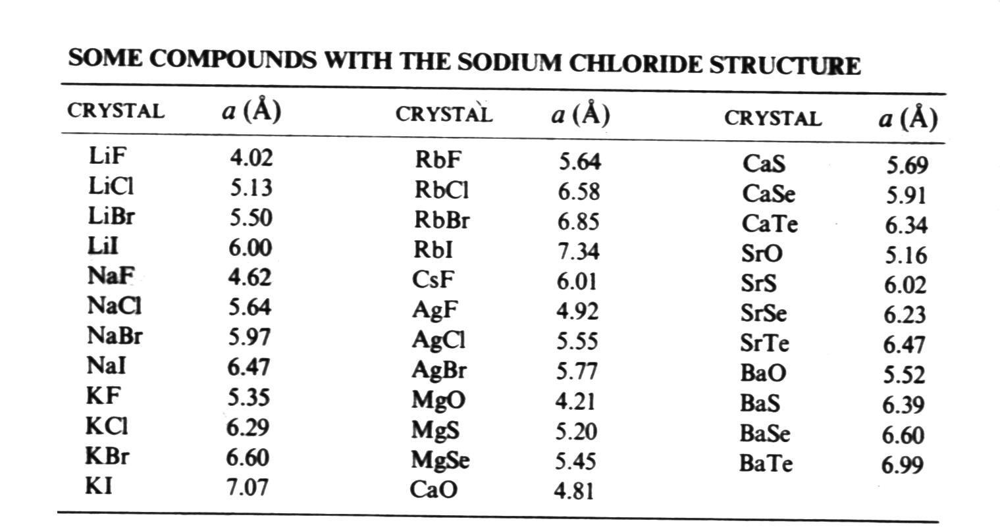 SOME COMPOUNDS WITH THE SODIUM CHLORIDE STRUCTURE
CRYSTAL a (Å) CRYSTAL a (Å) CRYSTAL a (Å)
LiF 4.02 RbF 5.64 CaS 5.69
LiCl 5.13 RbCl 6.58 CaSe 5.91
LiBr 5.50 RbBr 6.85 CaTe 6.34
LiI 6.00 RbI 7.34 SrO 5.16
NaF 4.62 CsF 6.01 SrS 6.02
NaCl 5.64 AgF 4.92 SrSe 6.23
NaBr 5.97 AgCl 5.55 SrTe 6.47
NaI 6.47 AgBr 5.77 BaO 5.52
KF 5.35 MgO 4.21 BaS 6.39
KCl 6.29 MgS 5.20 BaSe 6.60
KBr 6.60 MgSe 5.45 BaTe 6.99
KI 7.07 CaO 4.81